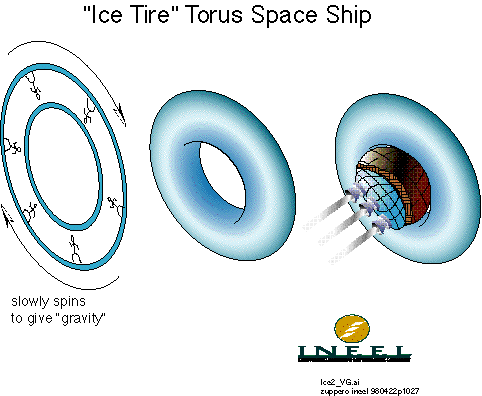 "Ice Tire" Torus Space Ship
slowly spins
to give "gravity"
INEEL
Ice2_VG.ai
zuppero ineel 980422p1027